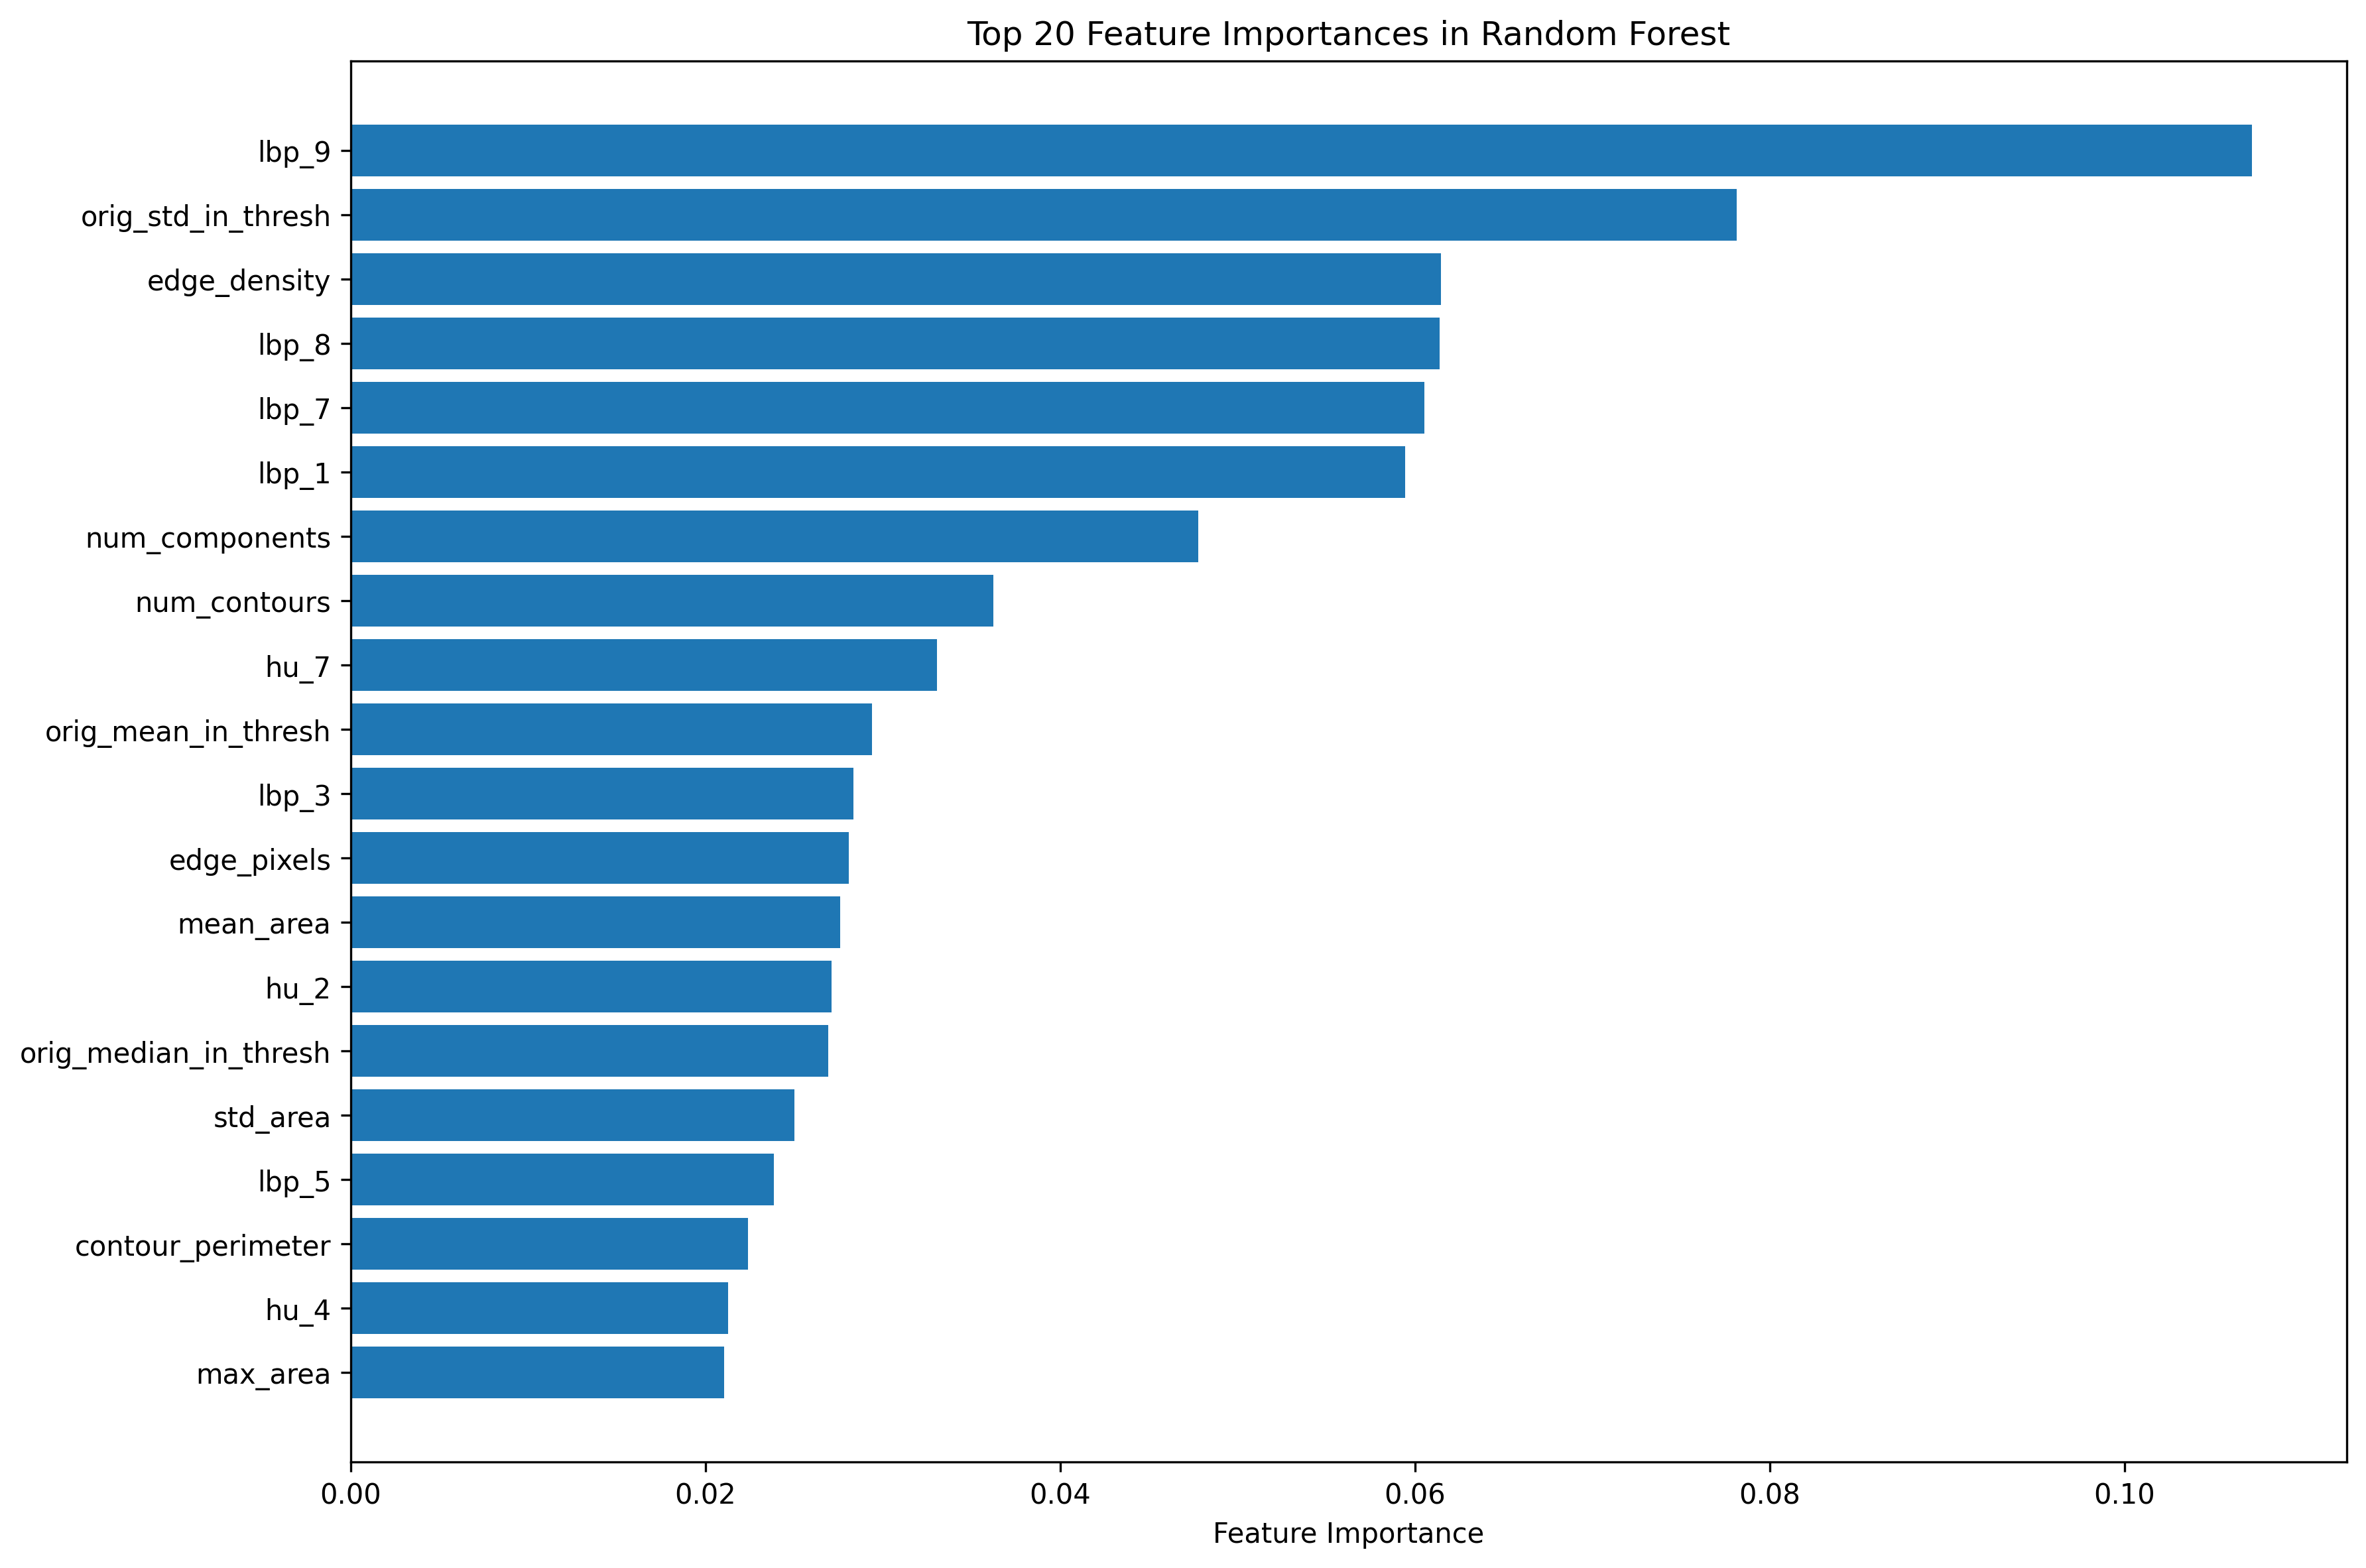 Top 20 Feature Importances in Random Forest
lbp_9
orig_std_in_thresh
edge_density
lbp_8
lbp_7
lbp_1
num_components
num_contours
hu_7
orig_mean_in_thresh
lbp_3
edge_pixels
mean_area
hu_2
orig_median_in_thresh
std_area
lbp_5
contour_perimeter
hu_4
max_area
0.00 0.02 0.04 0.06 0.08 0.10
Feature Importance